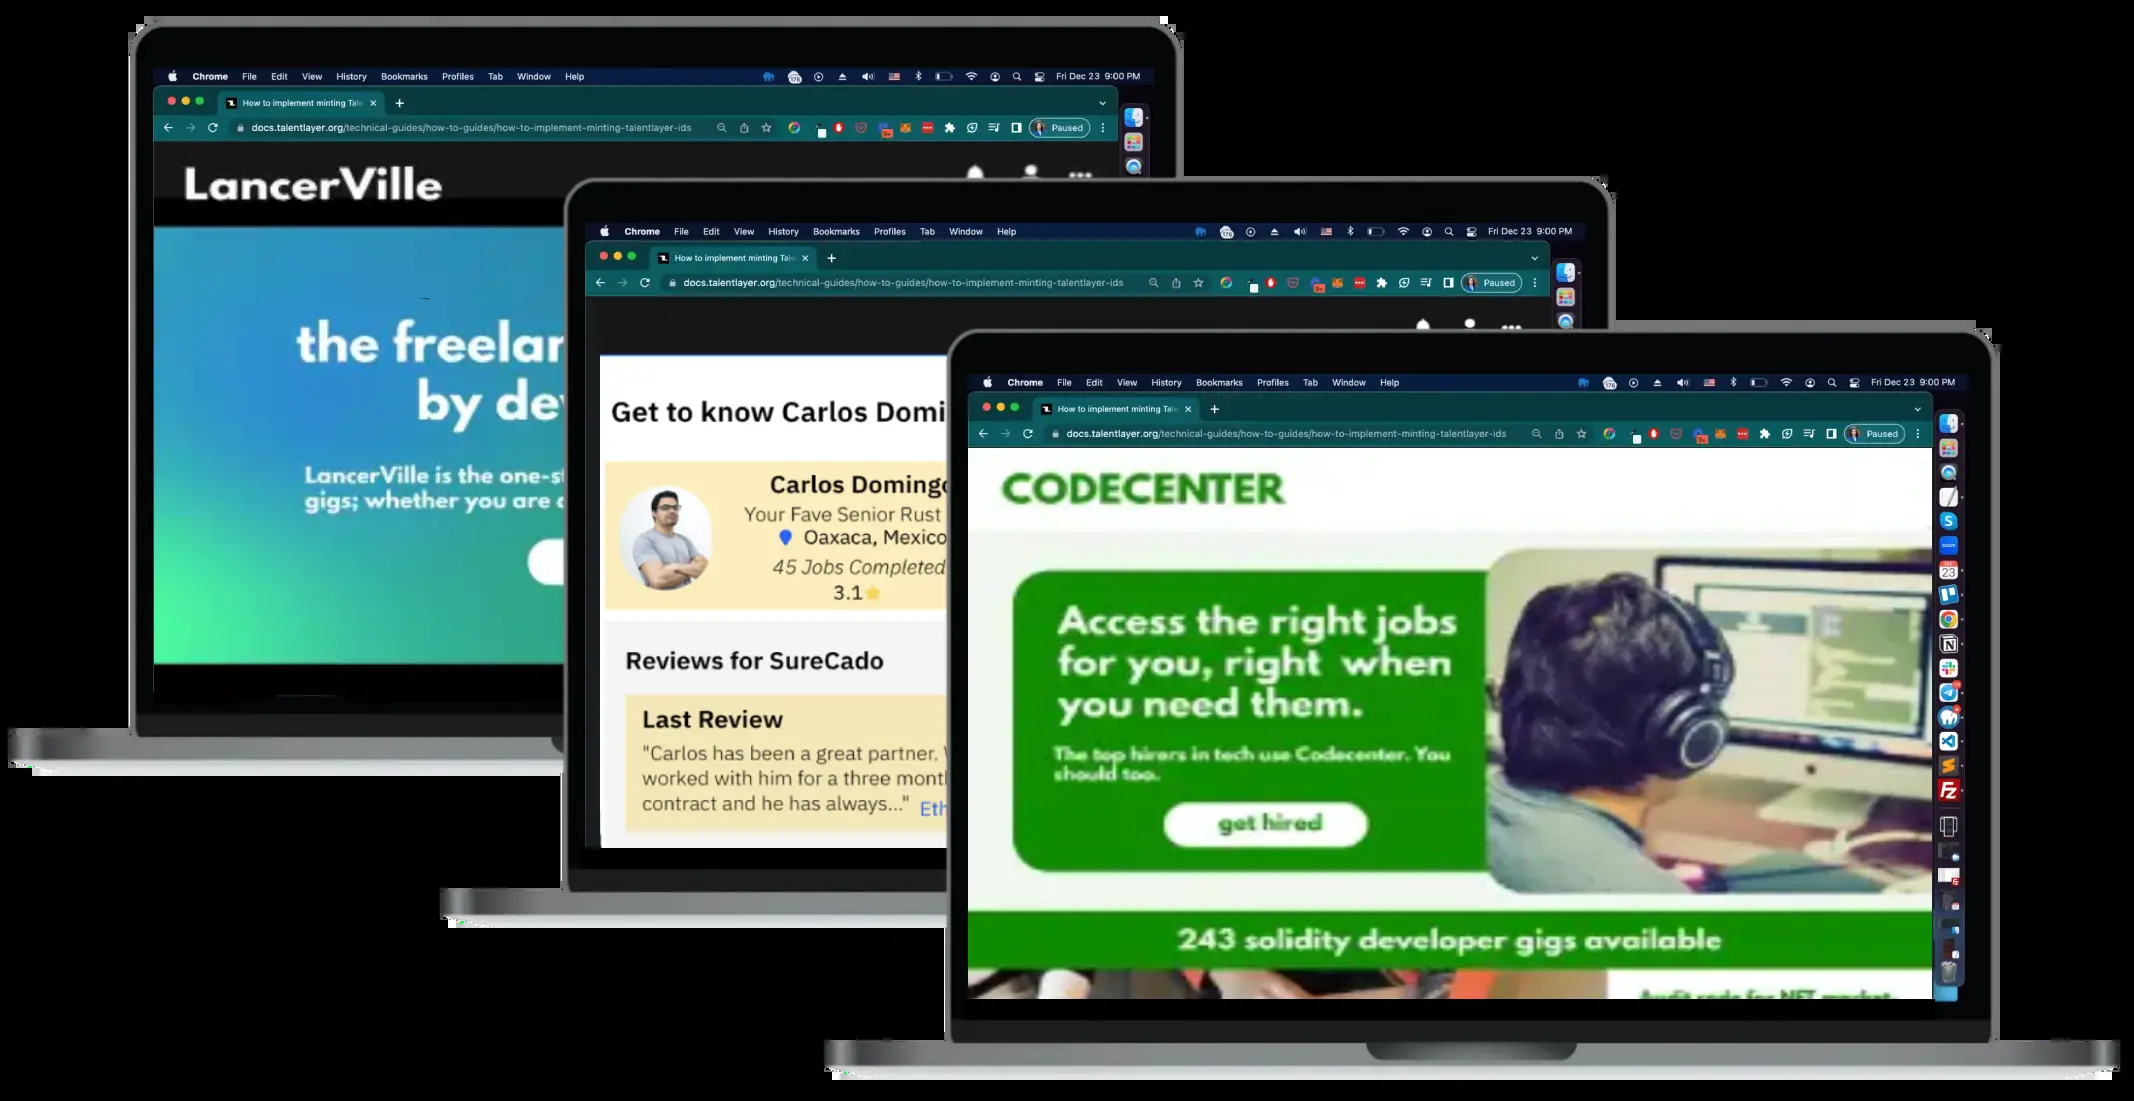 Chrome File Edit View History Bookmarks Profiles Tab Window Help
176
Fri Dec 23 9:00 PM
How to implement minting Tale
docs.talentlayer.org/technical-guides/how-to-guides/how-to-implement-minting-talentlayer-ids
Paused
LancerVille
the freelan
by dev
LancerVille is the one-st
gigs; whether you are
Chrome File Edit View History Bookmarks Profiles Tab Window Help
176
Fri Dec 23 9:00 PM
How to implement minting Tale
docs.talentlayer.org/technical-guides/how-to-guides/how-to-implement-minting-talentlayer-ids
Paused
Get to know Carlos Domi
Carlos Doming
Your Fave Senior Rust
Oaxaca, Mexico
45 Jobs Completed
3.1
Reviews for SureCado
Last Review
"Carlos has been a great partner.
worked with him for a three month
contract and he has always..." Eth
Chrome File Edit View History Bookmarks Profiles Tab Window Help
176
Fri Dec 23 9:00 PM
How to implement minting Tale
docs.talentlayer.org/technical-guides/how-to-guides/how-to-implement-minting-talentlayer-ids
Paused
CODECENTER
Access the right jobs
for you, right when
you need them.
The top hirers in tech use Codecenter. You
should too.
get hired
243 solidity developer gigs available
Audit code for NFT market-
23